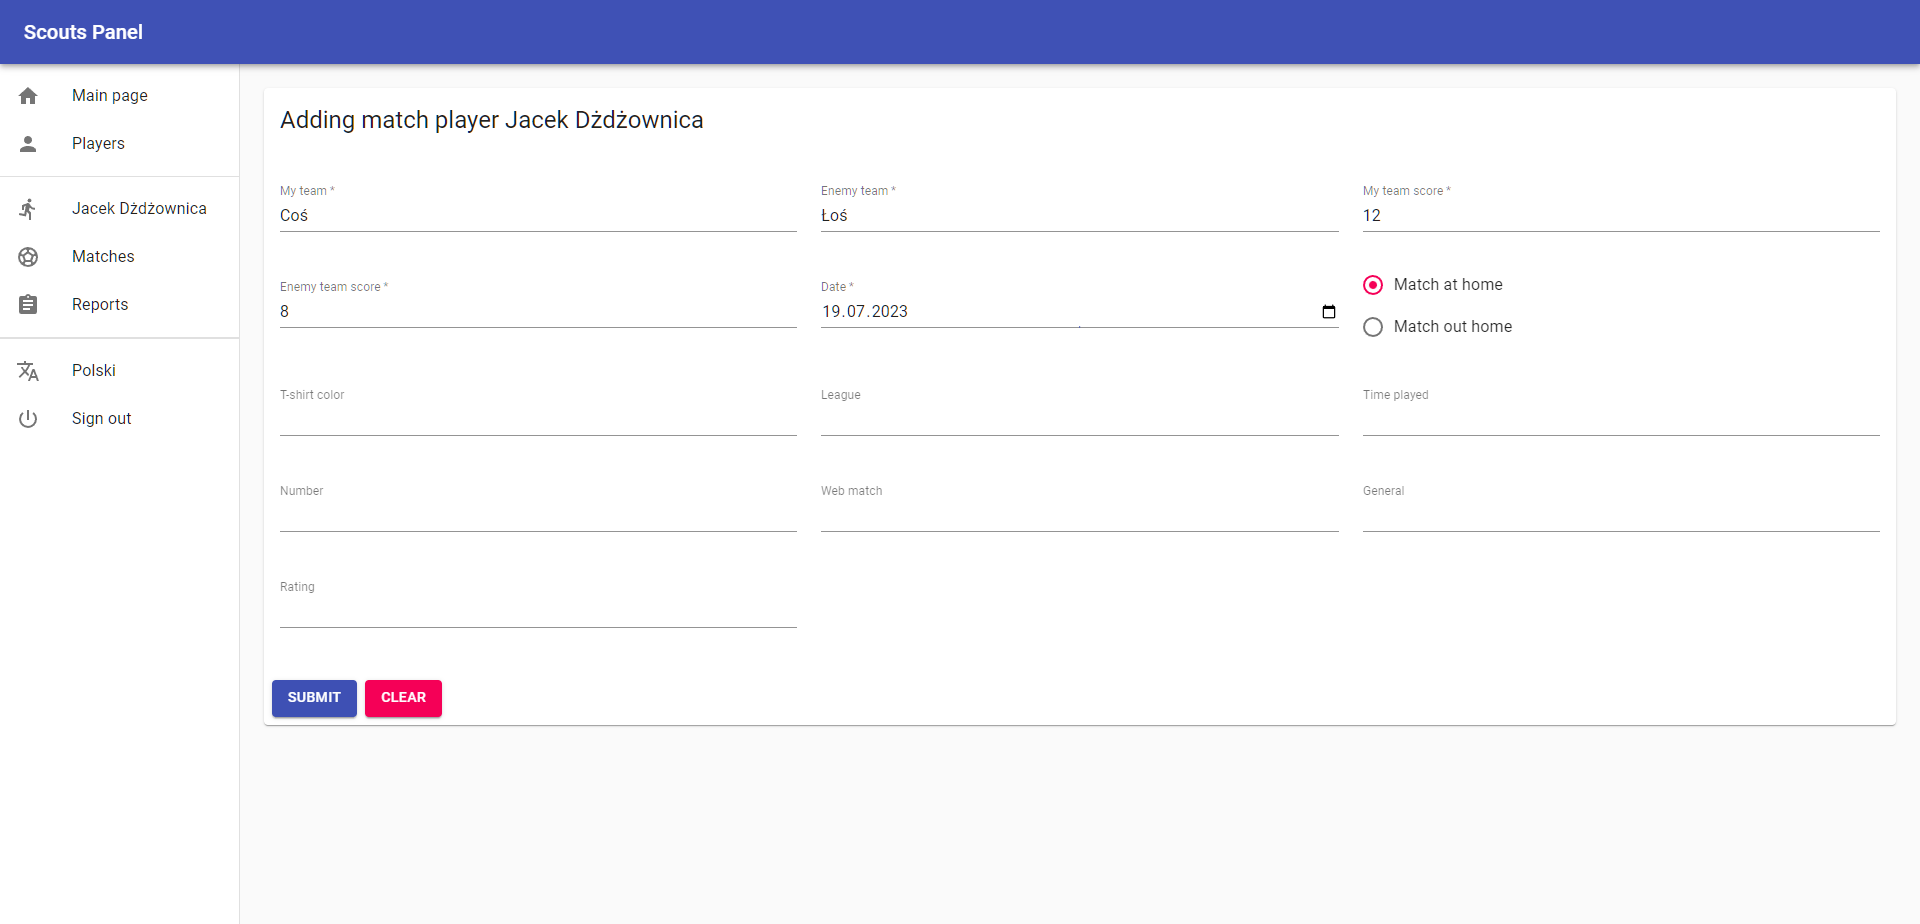 Scouts Panel
Main page
Players
Jacek Dżdżownica
Matches
Reports
Polski
Sign out
Adding match player Jacek Dżdżownica
My team *
Coś
Enemy team *
Łoś
My team score *
12
Enemy team score *
8
Date *
19.07.2023
Match at home
Match out home
T-shirt color
League
Time played
Number
Web match
General
Rating
SUBMIT
CLEAR